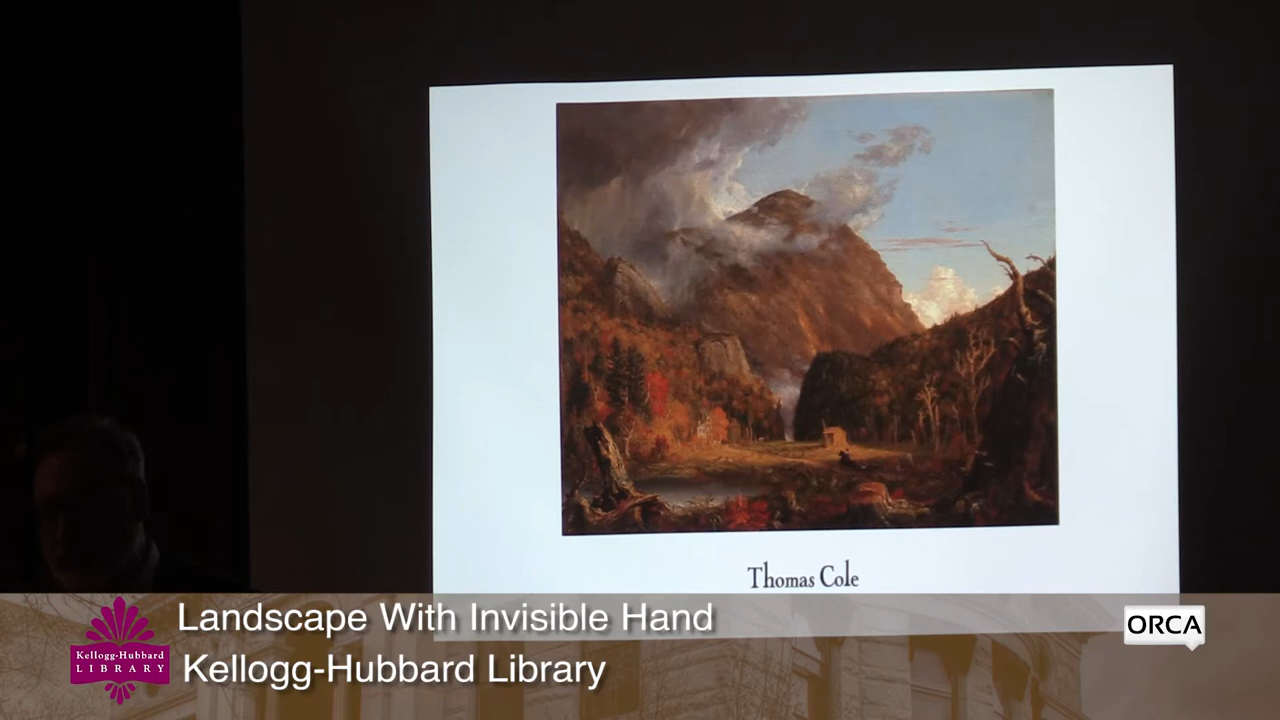 Thomas Cole
Landscape With Invisible Hand
Kellogg-Hubbard Library
Kellogg-Hubbard
LIBRARY
ORCA